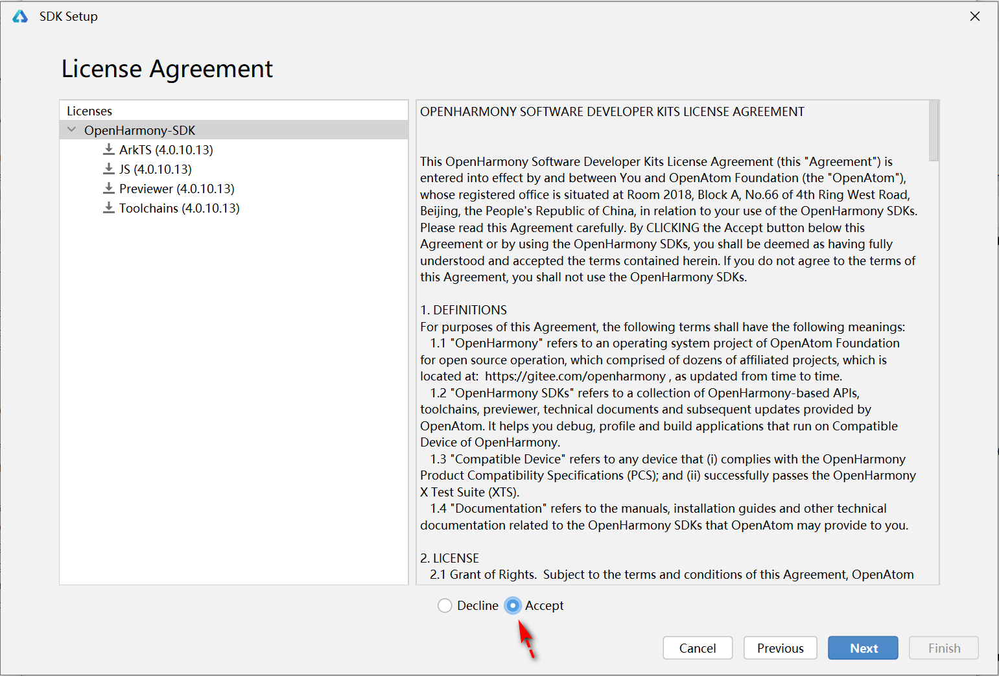 SDK Setup
License Agreement
Licenses
OpenHarmony-SDK
ArkTS (4.0.10.13)
JS (4.0.10.13)
Previewer (4.0.10.13)
Toolchains (4.0.10.13)
OPENHARMONY SOFTWARE DEVELOPER KITS LICENSE AGREEMENT
This OpenHarmony Software Developer Kits License Agreement (this "Agreement") is
entered into effect by and between You and OpenAtom Foundation (the "OpenAtom"),
whose registered office is situated at Room 2018, Block A, No.66 of 4th Ring West Road,
Beijing, the People's Republic of China, in relation to your use of the OpenHarmony SDKs.
Please read this Agreement carefully. By CLICKING the Accept button below this
Agreement or by using the OpenHarmony SDKs, you shall be deemed as having fully
understood and accepted the terms contained herein. If you do not agree to the terms of
this Agreement, you shall not use the OpenHarmony SDKs.
1. DEFINITIONS
For purposes of this Agreement, the following terms shall have the following meanings:
1.1 "OpenHarmony" refers to an operating system project of OpenAtom Foundation
for open source operation, which comprised of dozens of affiliated projects, which is
located at:  https://gitee.com/openharmony , as updated from time to time.
1.2 "OpenHarmony SDKs" refers to a collection of OpenHarmony-based APIs,
toolchains, previewer, technical documents and subsequent updates provided by
OpenAtom. It helps you debug, profile and build applications that run on Compatible
Device of OpenHarmony.
1.3 "Compatible Device" refers to any device that (i) complies with the OpenHarmony
Product Compatibility Specifications (PCS); and (ii) successfully passes the OpenHarmony
X Test Suite (XTS).
1.4 "Documentation" refers to the manuals, installation guides and other technical
documentation related to the OpenHarmony SDKs that OpenAtom may provide to you.
2. LICENSE
2.1 Grant of Rights.  Subject to the terms and conditions of this Agreement, OpenAtom
Decline Accept
Cancel Previous Next Finish